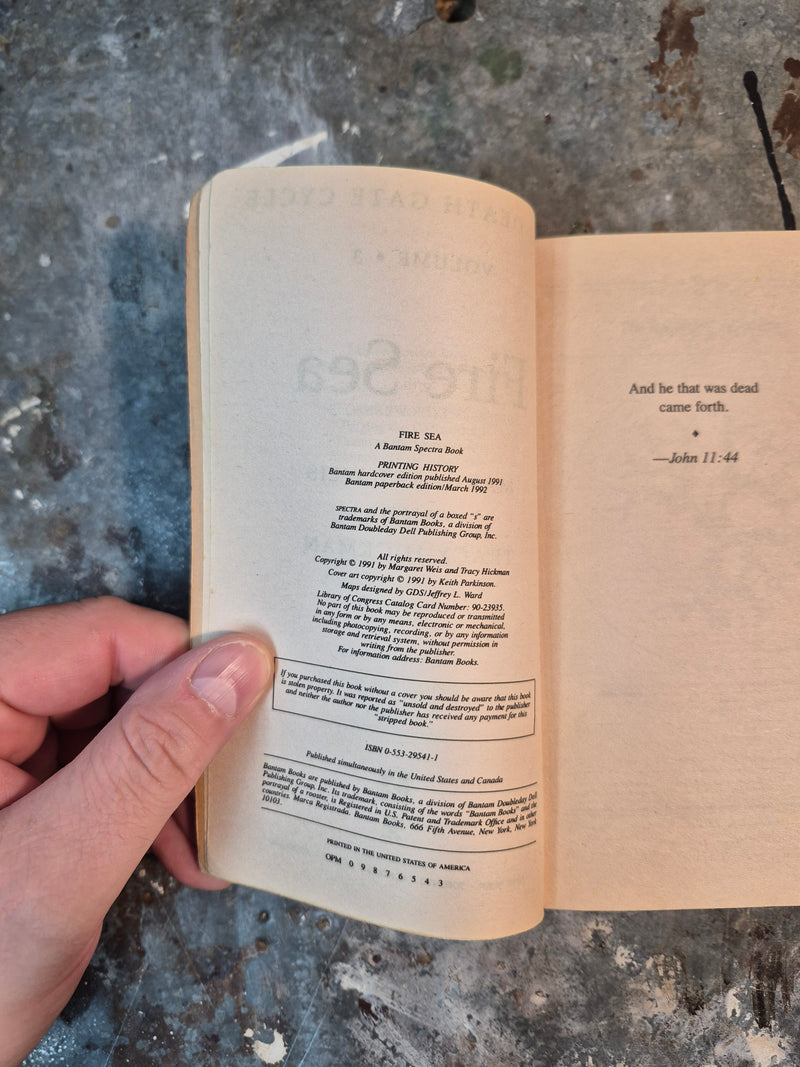 DEATH GATE CYCLE
VOLUME • 3
Fire Sea
FIRE SEA
A Bantam Spectra Book
PRINTING HISTORY
Bantam hardcover edition published August 1991
Bantam paperback edition/March 1992
SPECTRA and the portrayal of a boxed "s" are
trademarks of Bantam Books, a division of
Bantam Doubleday Dell Publishing Group, Inc.
All rights reserved.
Copyright © 1991 by Margaret Weis and Tracy Hickman
Cover art copyright © 1991 by Keith Parkinson.
Maps designed by GDS/Jeffrey L. Ward
Library of Congress Catalog Card Number: 90-23935.
No part of this book may be reproduced or transmitted
in any form or by any means, electronic or mechanical,
including photocopying, recording, or by any information
storage and retrieval system, without permission in
writing from the publisher.
For information address: Bantam Books.
If you purchased this book without a cover you should be aware that this book
is stolen property. It was reported as "unsold and destroyed" to the publisher
and neither the author nor the publisher has received any payment for this
"stripped book."
ISBN 0-553-29541-1
Published simultaneously in the United States and Canada
Bantam Books are published by Bantam Books, a division of Bantam Doubleday Dell
Publishing Group, Inc. Its trademark, consisting of the words "Bantam Books" and the
portrayal of a rooster, is Registered in U.S. Patent and Trademark Office and in other
countries. Marca Registrada. Bantam Books, 666 Fifth Avenue, New York, New York
10103.
PRINTED IN THE UNITED STATES OF AMERICA
OPM 0 9 8 7 6 5 4 3
And he that was dead
came forth.
—John 11:44